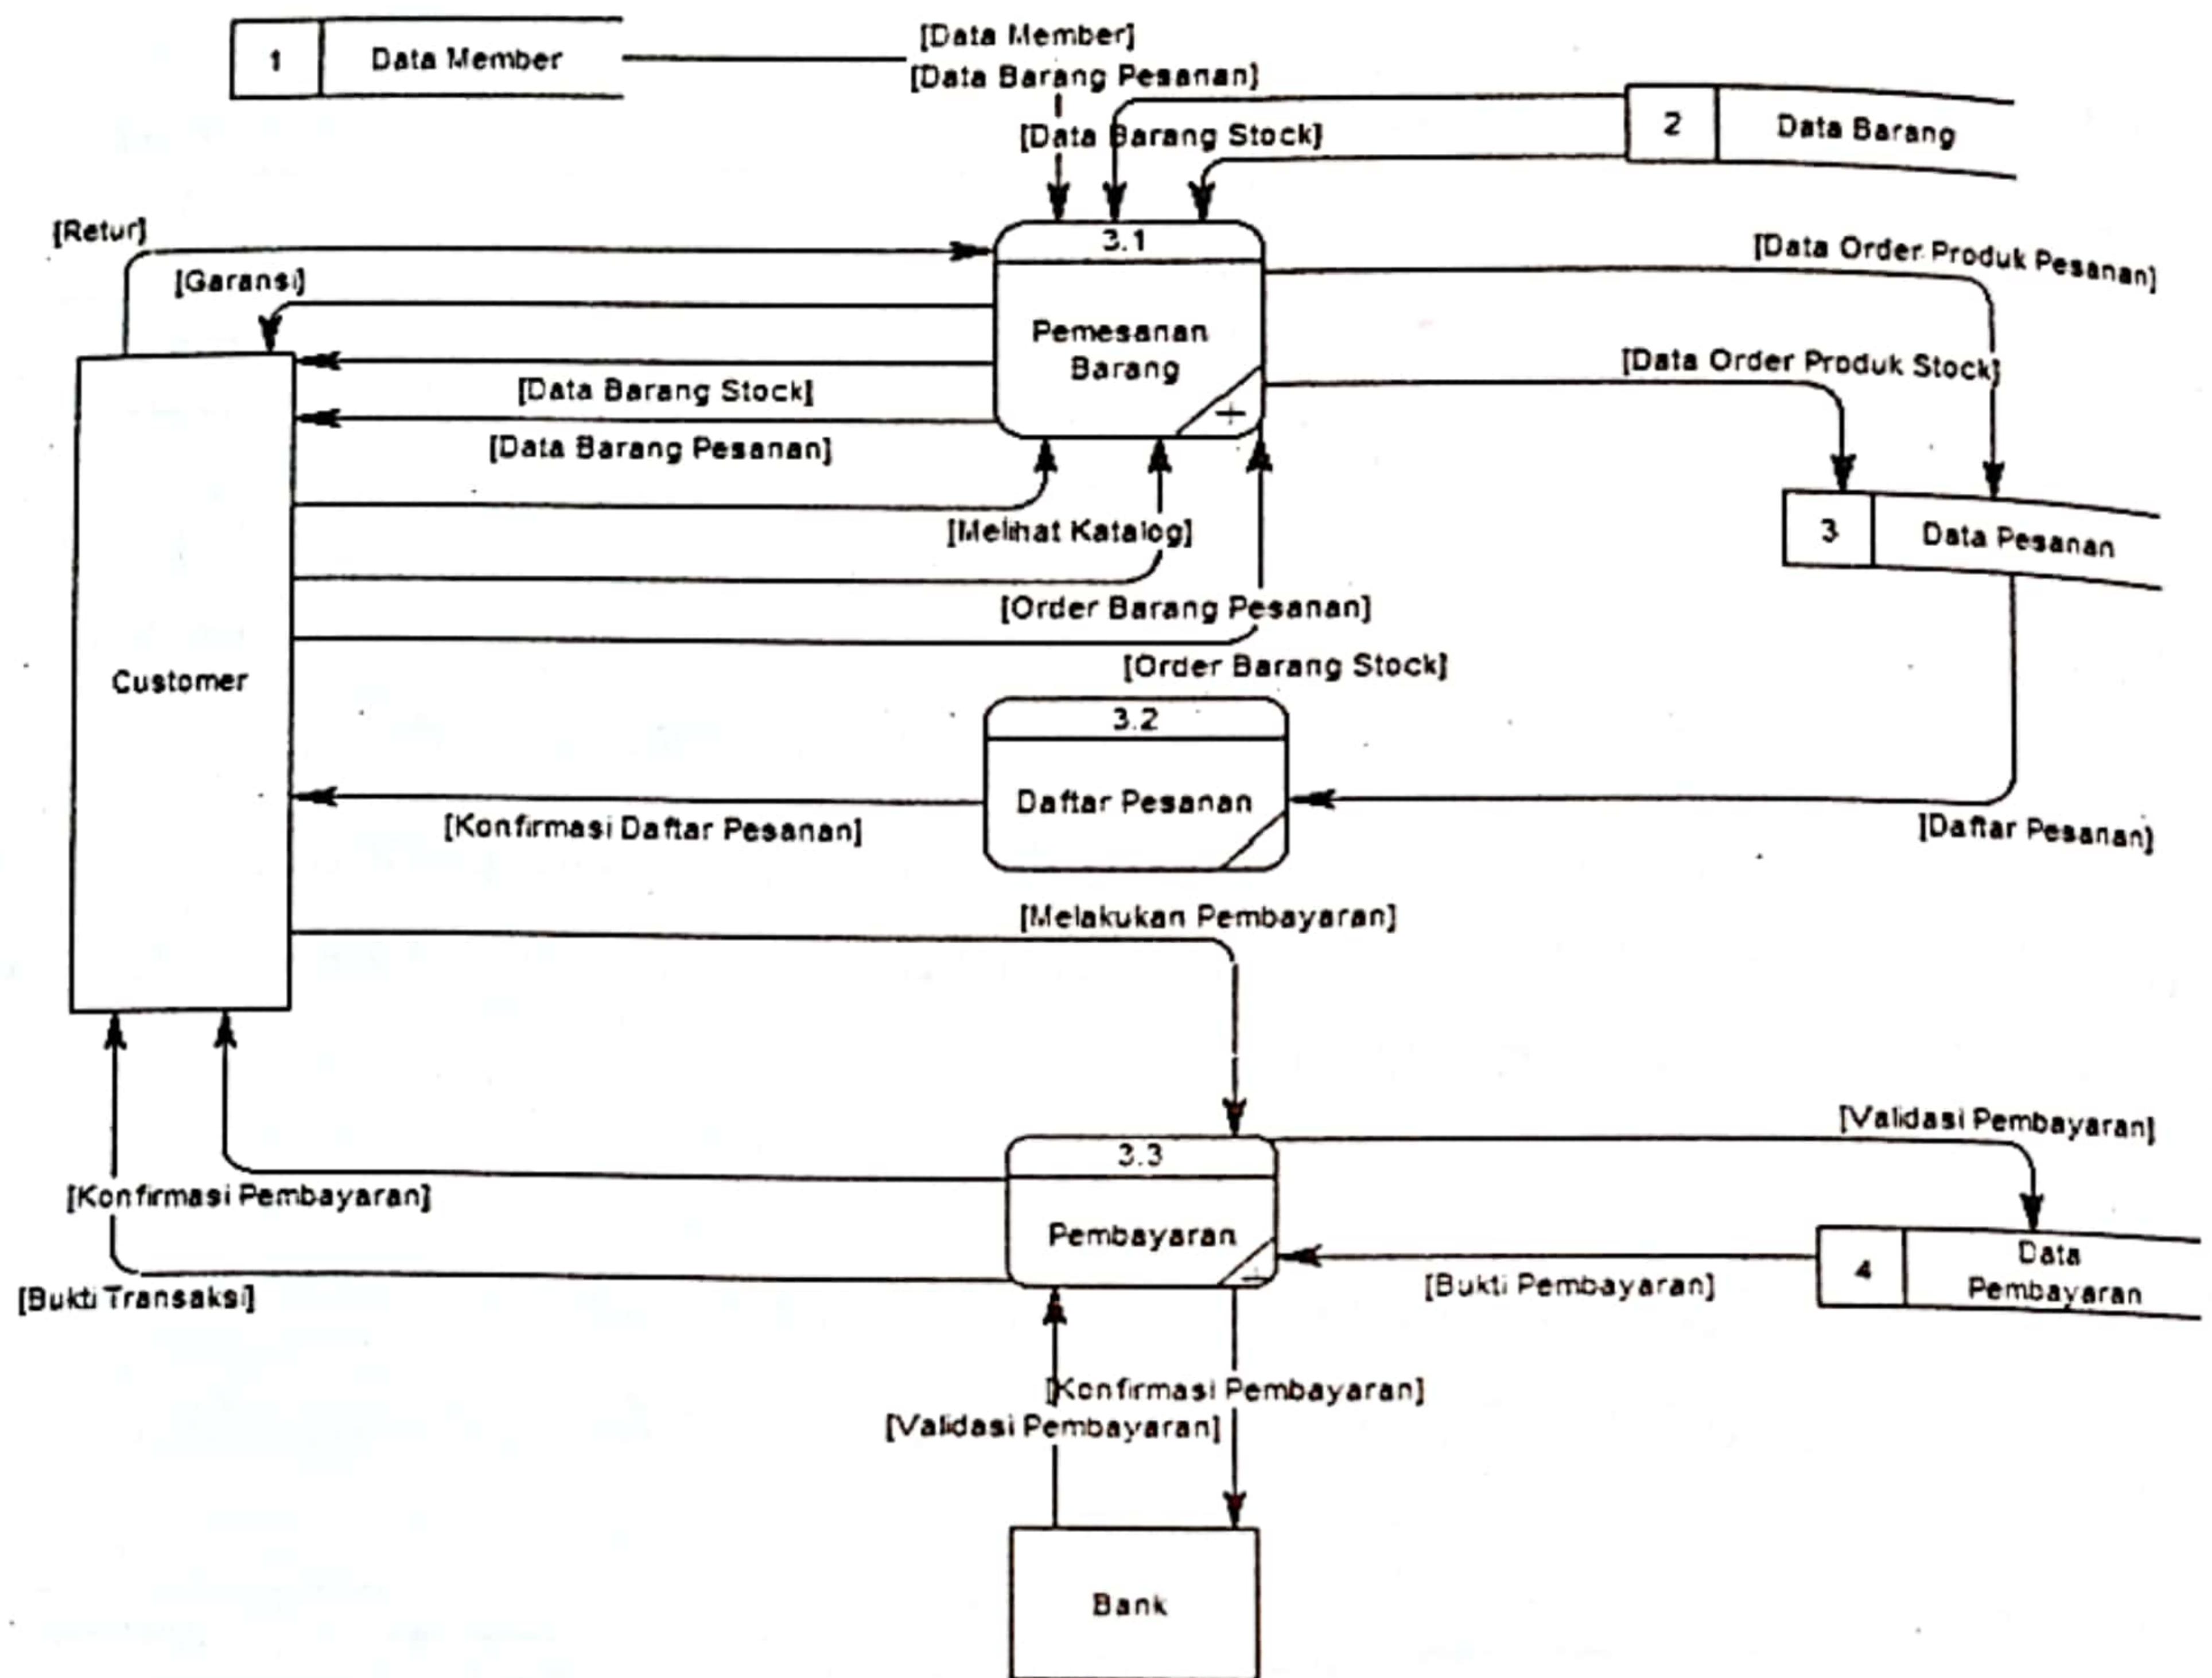 1
Data Member
[Data Member]
[Data Barang Pesanan]
2
Data Barang
[Data Barang Stock]
[Retur]
3.1
[Data Order Produk Pesanan]
[Garansi]
Pemesanan
Barang
[Data Order Produk Stock]
[Data Barang Stock]
[Data Barang Pesanan]
[Melihat Katalog]
3
Data Pesanan
[Order Barang Pesanan]
[Order Barang Stock]
Customer
3.2
Daftar Pesanan
[Konfirmasi Daftar Pesanan]
[Daftar Pesanan]
[Melakukan Pembayaran]
[Validasi Pembayaran]
3.3
[Konfirmasi Pembayaran]
Pembayaran
4
Data
Pembayaran
[Bukti Pembayaran]
[Bukti Transaksi]
[Konfirmasi Pembayaran]
[Validasi Pembayaran]
Bank